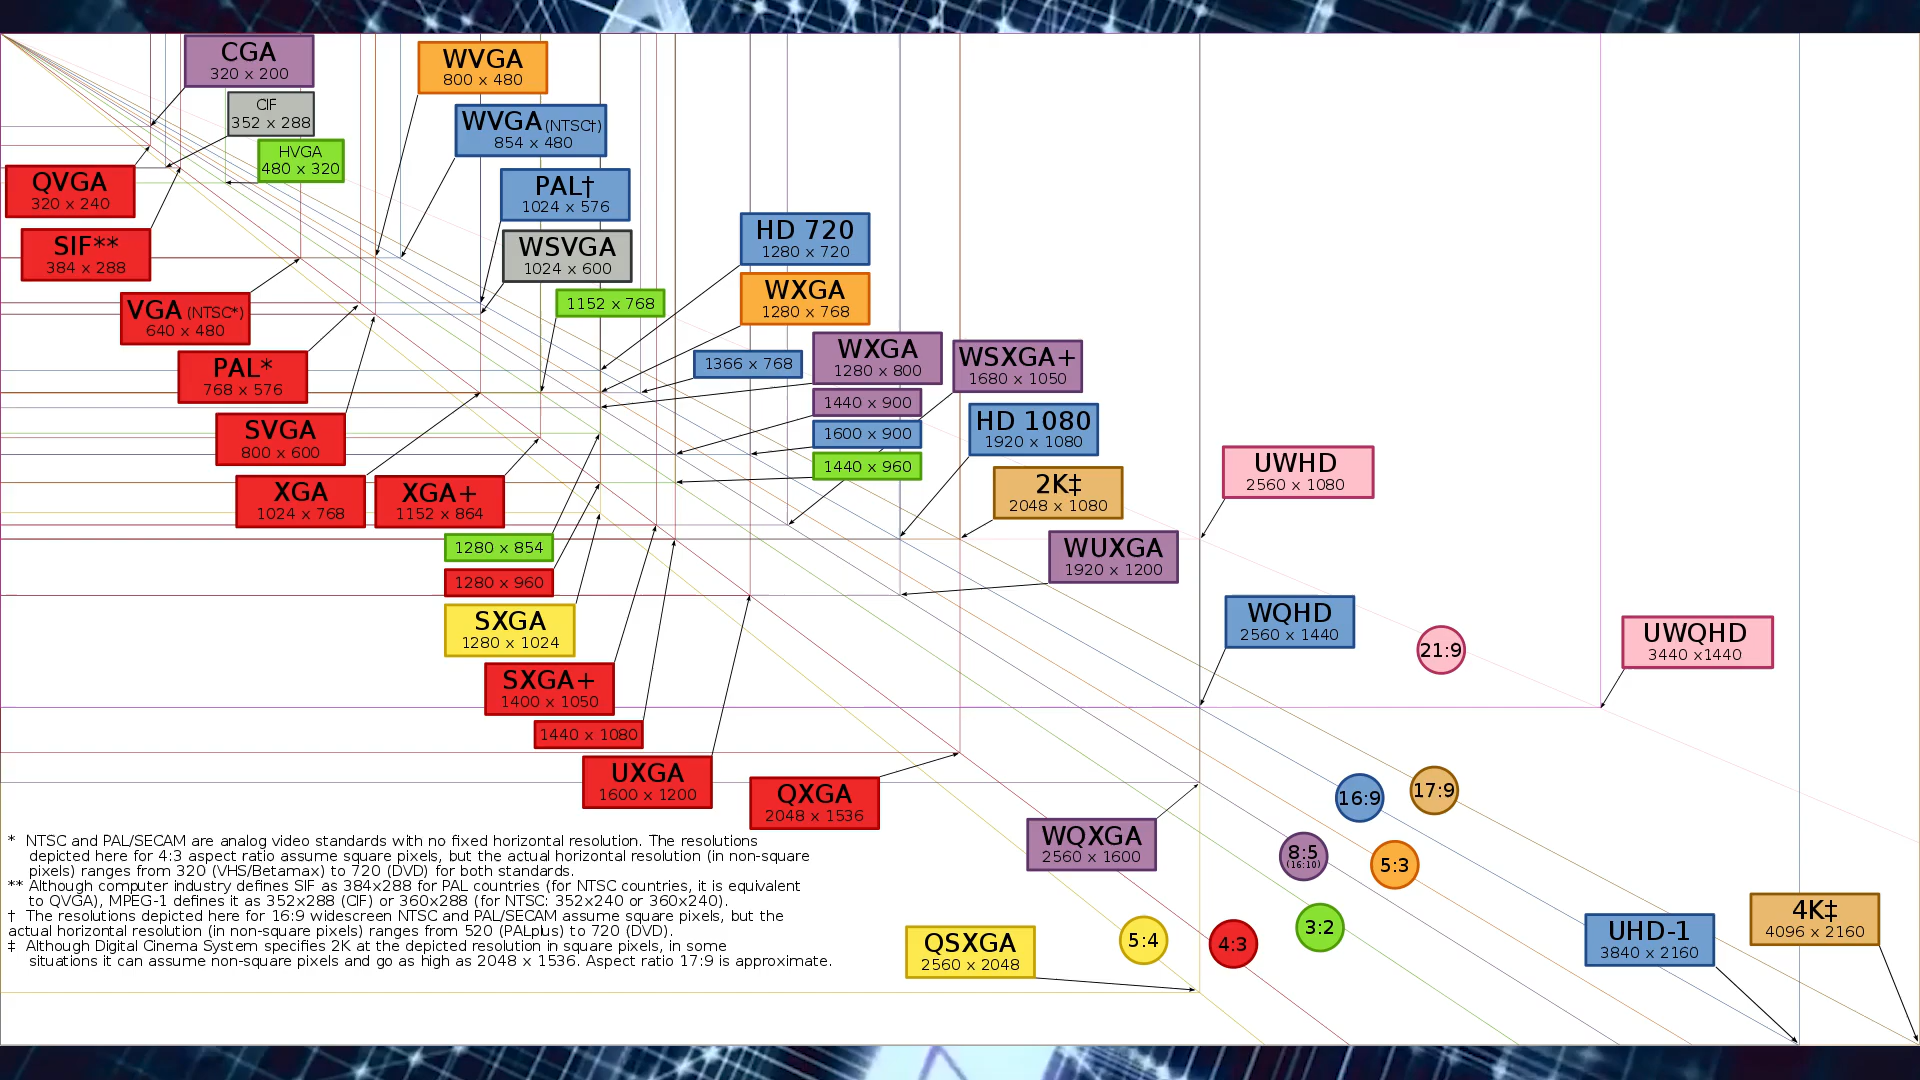 CGA
320 x 200
CIF
352 x 288
HVGA
480 x 320
QVGA
320 x 240
SIF**
384 x 288
VGA (NTSC*)
640 x 480
PAL*
768 x 576
SVGA
800 x 600
XGA
1024 x 768
XGA+
1152 x 864
1280 x 854
1280 x 960
SXGA
1280 x 1024
SXGA+
1400 x 1050
1440 x 1080
UXGA
1600 x 1200
QXGA
2048 x 1536
WVGA
800 x 480
WVGA (NTSC†)
854 x 480
PAL†
1024 x 576
WSVGA
1024 x 600
1152 x 768
HD 720
1280 x 720
WXGA
1280 x 768
1366 x 768
WXGA
1280 x 800
1440 x 900
1600 x 900
1440 x 960
WSXGA+
1680 x 1050
HD 1080
1920 x 1080
2K‡
2048 x 1080
WUXGA
1920 x 1200
UWHD
2560 x 1080
WQHD
2560 x 1440
21:9
UWQHD
3440 x1440
16:9
17:9
WQXGA
2560 x 1600
8:5
(16:10)
5:3
QSXGA
2560 x 2048
5:4
4:3
3:2
UHD-1
3840 x 2160
4K‡
4096 x 2160
* NTSC and PAL/SECAM are analog video standards with no fixed horizontal resolution. The resolutions
depicted here for 4:3 aspect ratio assume square pixels, but the actual horizontal resolution (in non-square
pixels) ranges from 320 (VHS/Betamax) to 720 (DVD) for both standards.
** Although computer industry defines SIF as 384x288 for PAL countries (for NTSC countries, it is equivalent
to QVGA), MPEG-1 defines it as 352x288 (CIF) or 360x288 (for NTSC: 352x240 or 360x240).
† The resolutions depicted here for 16:9 widescreen NTSC and PAL/SECAM assume square pixels, but the
actual horizontal resolution (in non-square pixels) ranges from 520 (PALplus) to 720 (DVD).
‡ Although Digital Cinema System specifies 2K at the depicted resolution in square pixels, in some
situations it can assume non-square pixels and go as high as 2048 x 1536. Aspect ratio 17:9 is approximate.